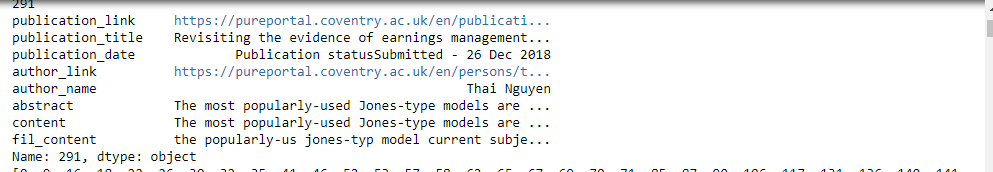 291
publication_link https://pureportal.coventry.ac.uk/en/publicati...
publication_title Revisiting the evidence of earnings management...
publication_date Publication statusSubmitted - 26 Dec 2018
author_link https://pureportal.coventry.ac.uk/en/persons/t...
author_name Thai Nguyen
abstract The most popularly-used Jones-type models are ...
content The most popularly-used Jones-type models are ...
fil_content the popularly-us jones-typ model current subje...
Name: 291, dtype: object